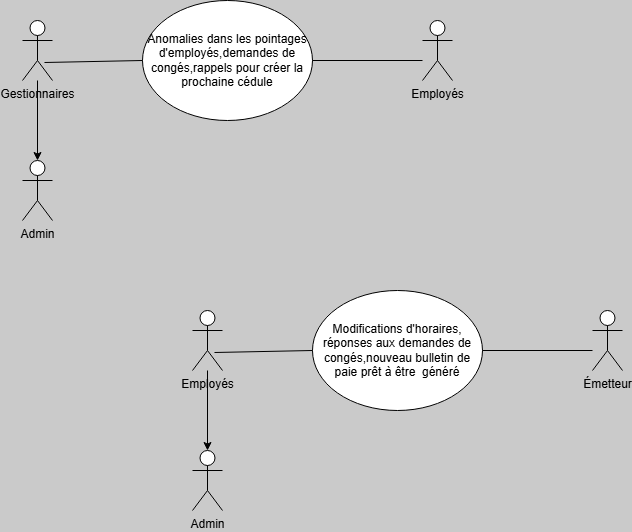 Anomalies dans les pointages
d'employés,demandes de
congés,rappels pour créer la
prochaine cédule
Gestionnaires
Employés
Admin
Modifications d'horaires,
réponses aux demandes de
congés,nouveau bulletin de
paie prêt à être généré
Employés
Émetteur
Admin